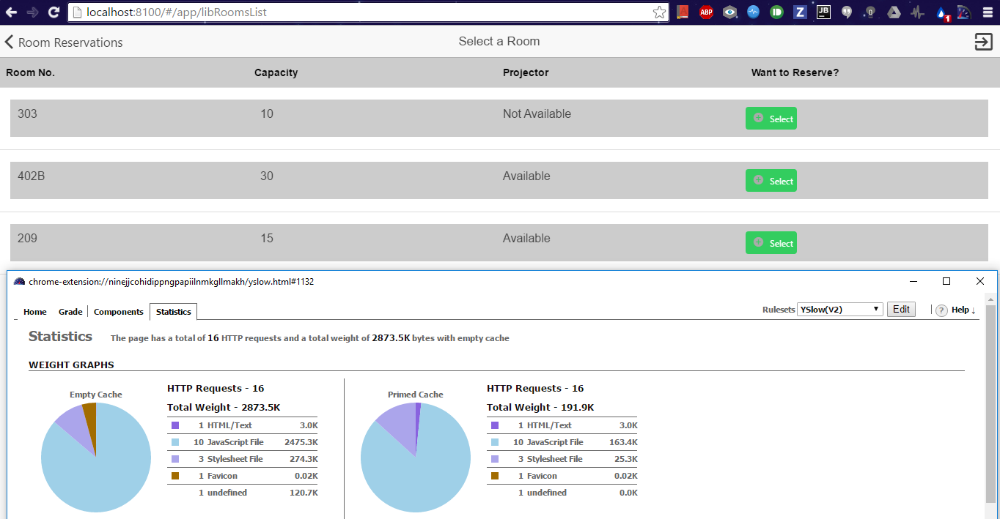 localhost:8100/#/app/libRoomsList
ABP
Z
JB
1
Room Reservations
Select a Room
Room No. Capacity Projector Want to Reserve?
303 10 Not Available Select
402B 30 Available Select
209 15 Available Select
chrome-extension://ninejjcohidippngpapiilnmkgllmakh/yslow.html#1132
Home Grade Components Statistics Rulesets YSlow(V2) Edit ? Help ↓
Statistics The page has a total of 16 HTTP requests and a total weight of 2873.5K bytes with empty cache
WEIGHT GRAPHS
Empty Cache
HTTP Requests - 16
Total Weight - 2873.5K
1 HTML/Text 3.0K
10 JavaScript File 2475.3K
3 Stylesheet File 274.3K
1 Favicon 0.02K
1 undefined 120.7K
Primed Cache
HTTP Requests - 16
Total Weight - 191.9K
1 HTML/Text 3.0K
10 JavaScript File 163.4K
3 Stylesheet File 25.3K
1 Favicon 0.02K
1 undefined 0.0K